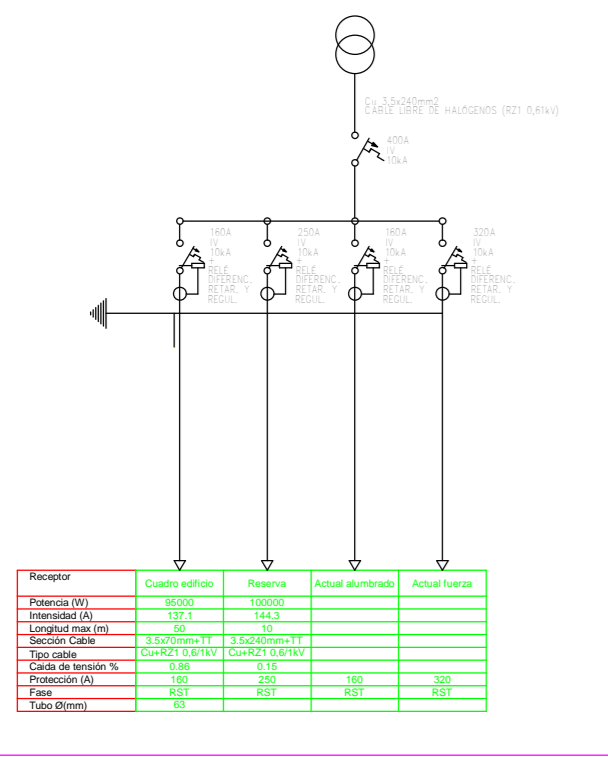 Cu 3,5x240mm2
CABLE LIBRE DE HALÓGENOS (RZ1 0,61kV)
400A
IV
10kA
160A
IV
10kA
+
RELÉ
DIFERENC.
RETAR. Y
REGUL.
250A
IV
10kA
+
RELÉ
DIFERENC.
RETAR. Y
REGUL.
160A
IV
10kA
+
RELÉ
DIFERENC.
RETAR. Y
REGUL.
320A
IV
10kA
+
RELÉ
DIFERENC.
RETAR. Y
REGUL.
Receptor Cuadro edificio Reserva Actual alumbrado Actual fuerza
Potencia (W) 95000 100000
Intensidad (A) 137.1 144.3
Longitud max (m) 50 10
Sección Cable 3.5x70mm+TT 3.5x240mm+TT
Tipo cable Cu+RZ1 0,6/1kV Cu+RZ1 0,6/1kV
Caida de tensión % 0.86 0.15
Protección (A) 160 250 160 320
Fase RST RST RST RST
Tubo Ø(mm) 63